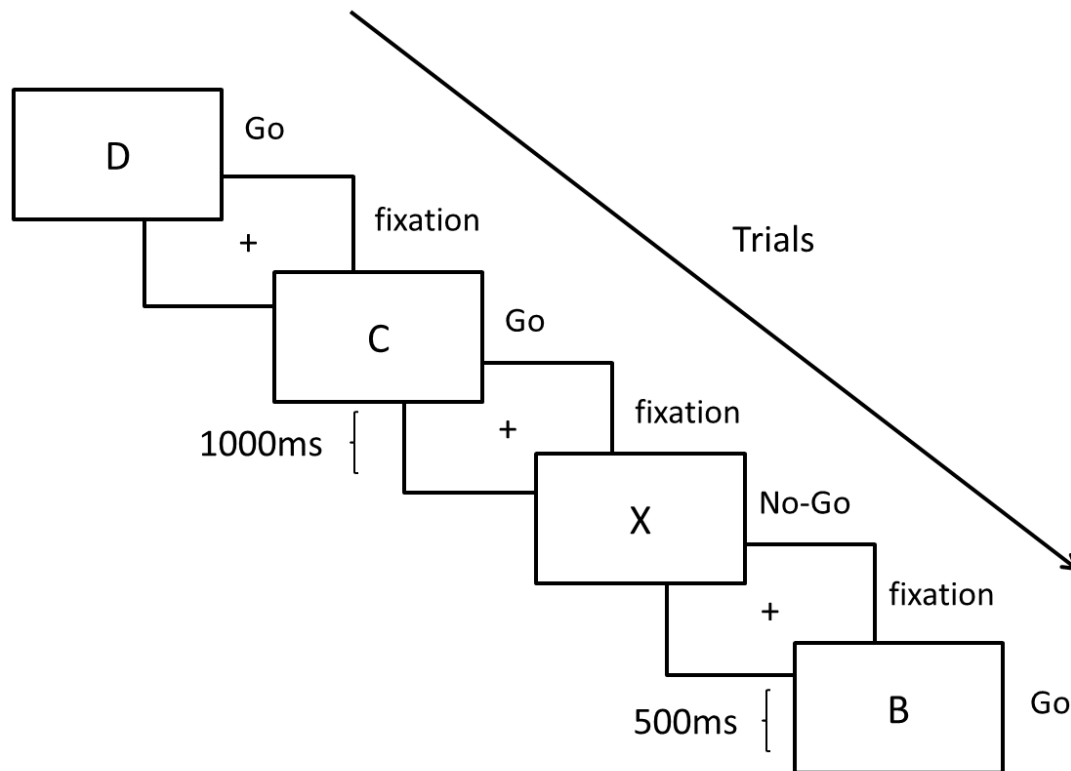 D
Go
+
fixation
C
Go
Trials
1000ms
+
fixation
X
No-Go
+
fixation
500ms
B
Go